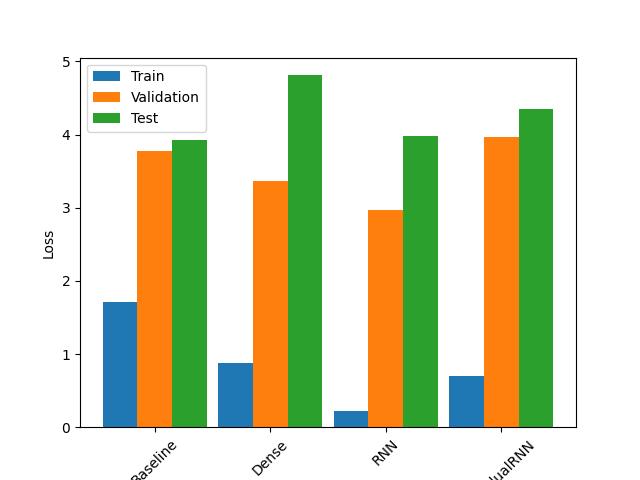 5
4
3
2
1
0
Loss
Train
Validation
Test
Baseline
Dense
RNN
ualRNN